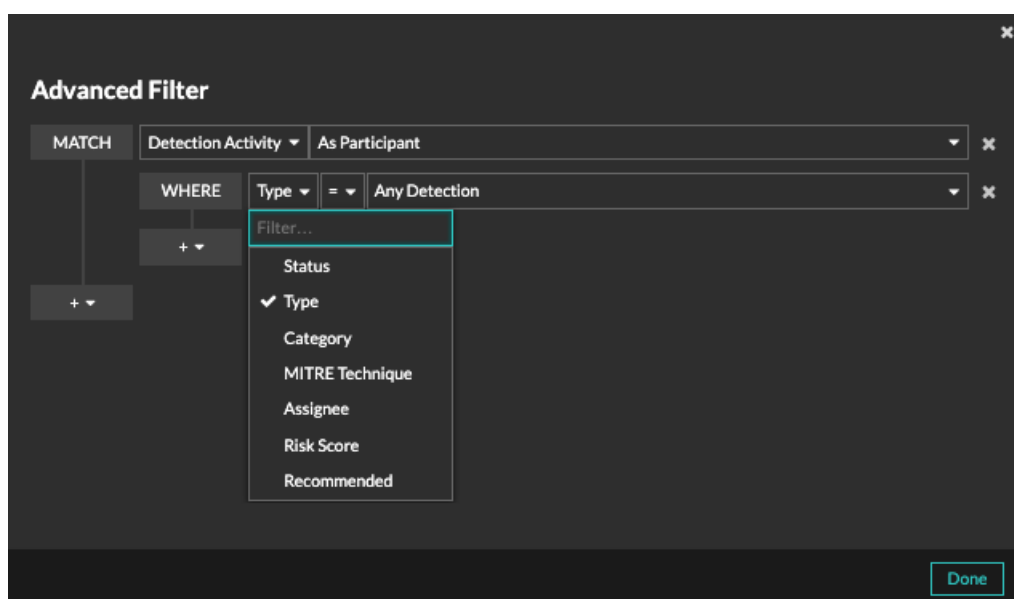 Advanced Filter
MATCH Detection Activity As Participant
WHERE Type = Any Detection
Filter...
+
Status
+ Type
Category
MITRE Technique
Assignee
Risk Score
Recommended
Done